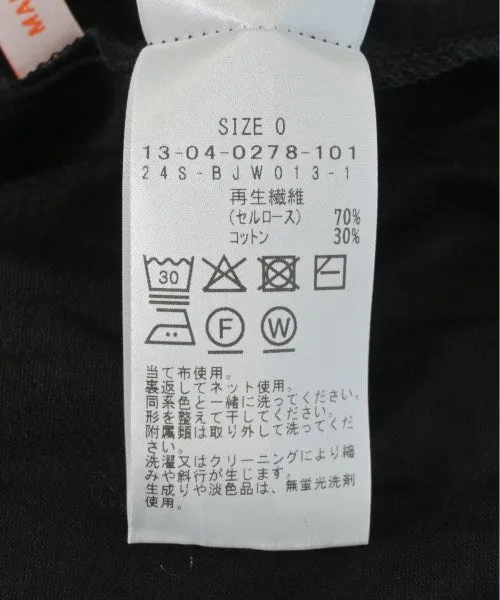 MA
SIZE 0
13-04-0278-101
24S-BJW013-1
再生繊維
(セルロース) 70%
コットン 30%
30
F W
当て布使用。
裏返してネット使用。
同系色と一緒に洗ってください。
形を整えて干してください。
附属類は取り外して洗ってくだ
さい。
洗濯又はクリーニングにより縮
みや斜行が生じます。
生成りや淡色品は、無蛍光洗剤
使用。